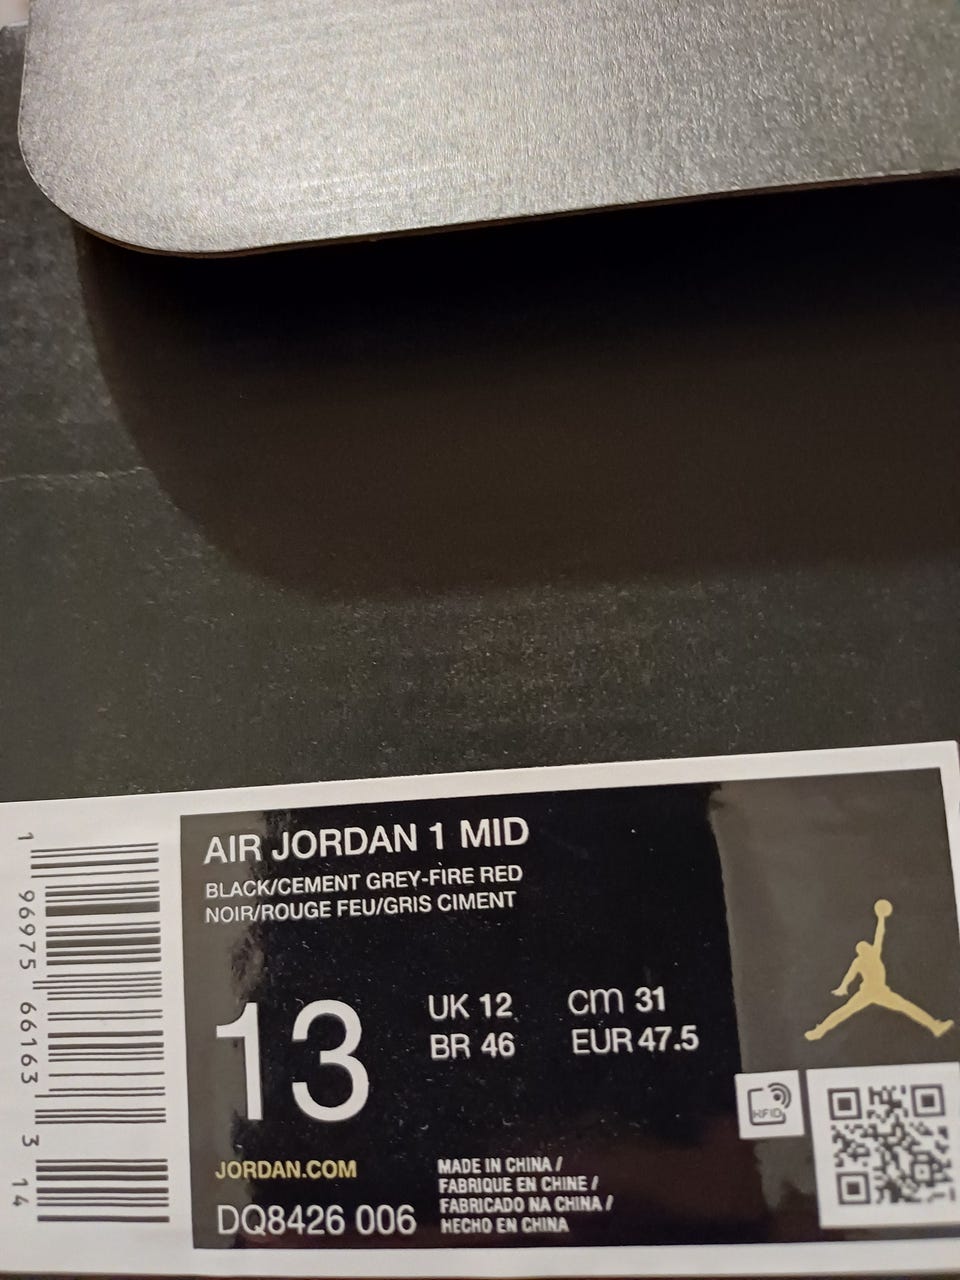 AIR JORDAN 1 MID
BLACK/CEMENT GREY-FIRE RED
NOIR/ROUGE FEU/GRIS CIMENT
13
UK 12
cm 31
BR 46
EUR 47.5
RFID
JORDAN.COM
DQ8426 006
MADE IN CHINA /
FABRIQUE EN CHINE /
FABRICADO NA CHINA /
HECHO EN CHINA
1 96975 66163 3 14